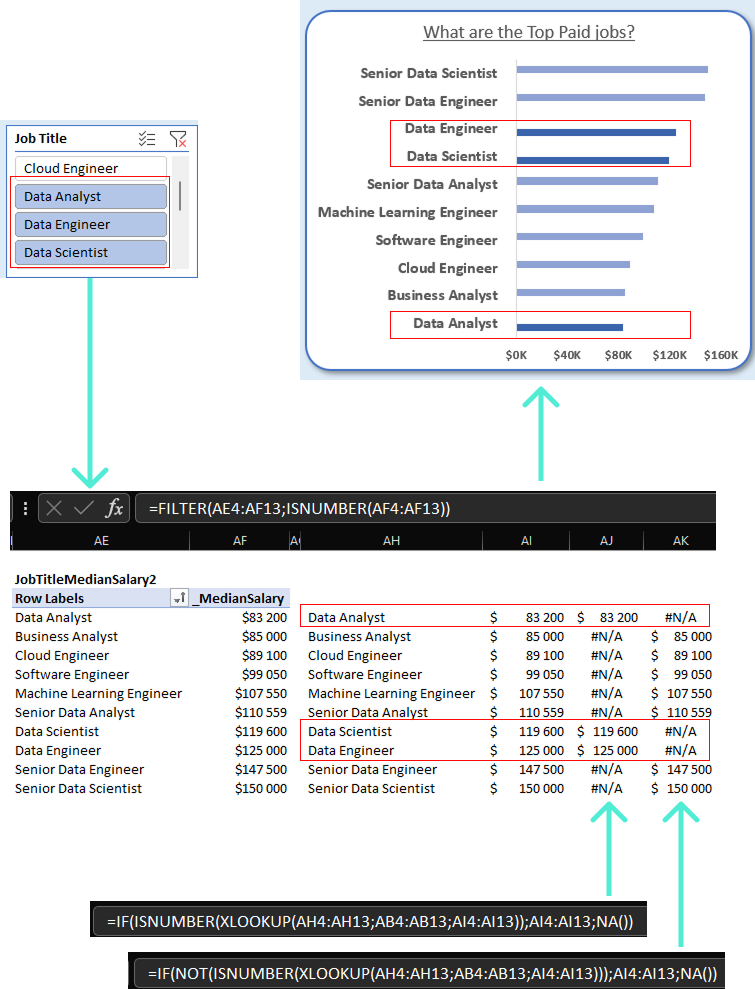 What are the Top Paid jobs?
Senior Data Scientist
Senior Data Engineer
Data Engineer
Data Scientist
Senior Data Analyst
Machine Learning Engineer
Software Engineer
Cloud Engineer
Business Analyst
Data Analyst
$0K $40K $80K $120K $160K
Job Title
Cloud Engineer
Data Analyst
Data Engineer
Data Scientist
fx =FILTER(AE4:AF13;ISNUMBER(AF4:AF13))
AE AF AG AH AI AJ AK
JobTitleMedianSalary2
Row Labels _MedianSalary
Data Analyst $83 200 Data Analyst $ 83 200 $ 83 200 #N/A
Business Analyst $85 000 Business Analyst $ 85 000 #N/A $ 85 000
Cloud Engineer $89 100 Cloud Engineer $ 89 100 #N/A $ 89 100
Software Engineer $99 050 Software Engineer $ 99 050 #N/A $ 99 050
Machine Learning Engineer $107 550 Machine Learning Engineer $ 107 550 #N/A $ 107 550
Senior Data Analyst $110 559 Senior Data Analyst $ 110 559 #N/A $ 110 559
Data Scientist $119 600 Data Scientist $ 119 600 $ 119 600 #N/A
Data Engineer $125 000 Data Engineer $ 125 000 $ 125 000 #N/A
Senior Data Engineer $147 500 Senior Data Engineer $ 147 500 #N/A $ 147 500
Senior Data Scientist $150 000 Senior Data Scientist $ 150 000 #N/A $ 150 000
=IF(ISNUMBER(XLOOKUP(AH4:AH13;AB4:AB13;AI4:AI13));AI4:AI13;NA())
=IF(NOT(ISNUMBER(XLOOKUP(AH4:AH13;AB4:AB13;AI4:AI13)));AI4:AI13;NA())